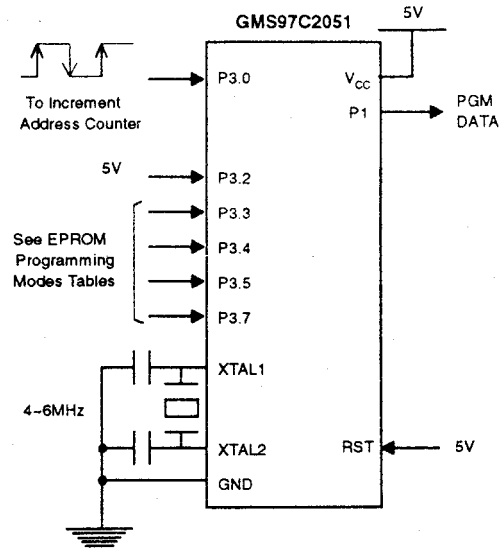 GMS97C2051
5V
P3.0
VCC
To Increment
Address Counter
P1
PGM
DATA
5V
P3.2
P3.3
See EPROM
Programming
Modes Tables
P3.4
P3.5
P3.7
XTAL1
4~6MHz
XTAL2
RST
5V
GND